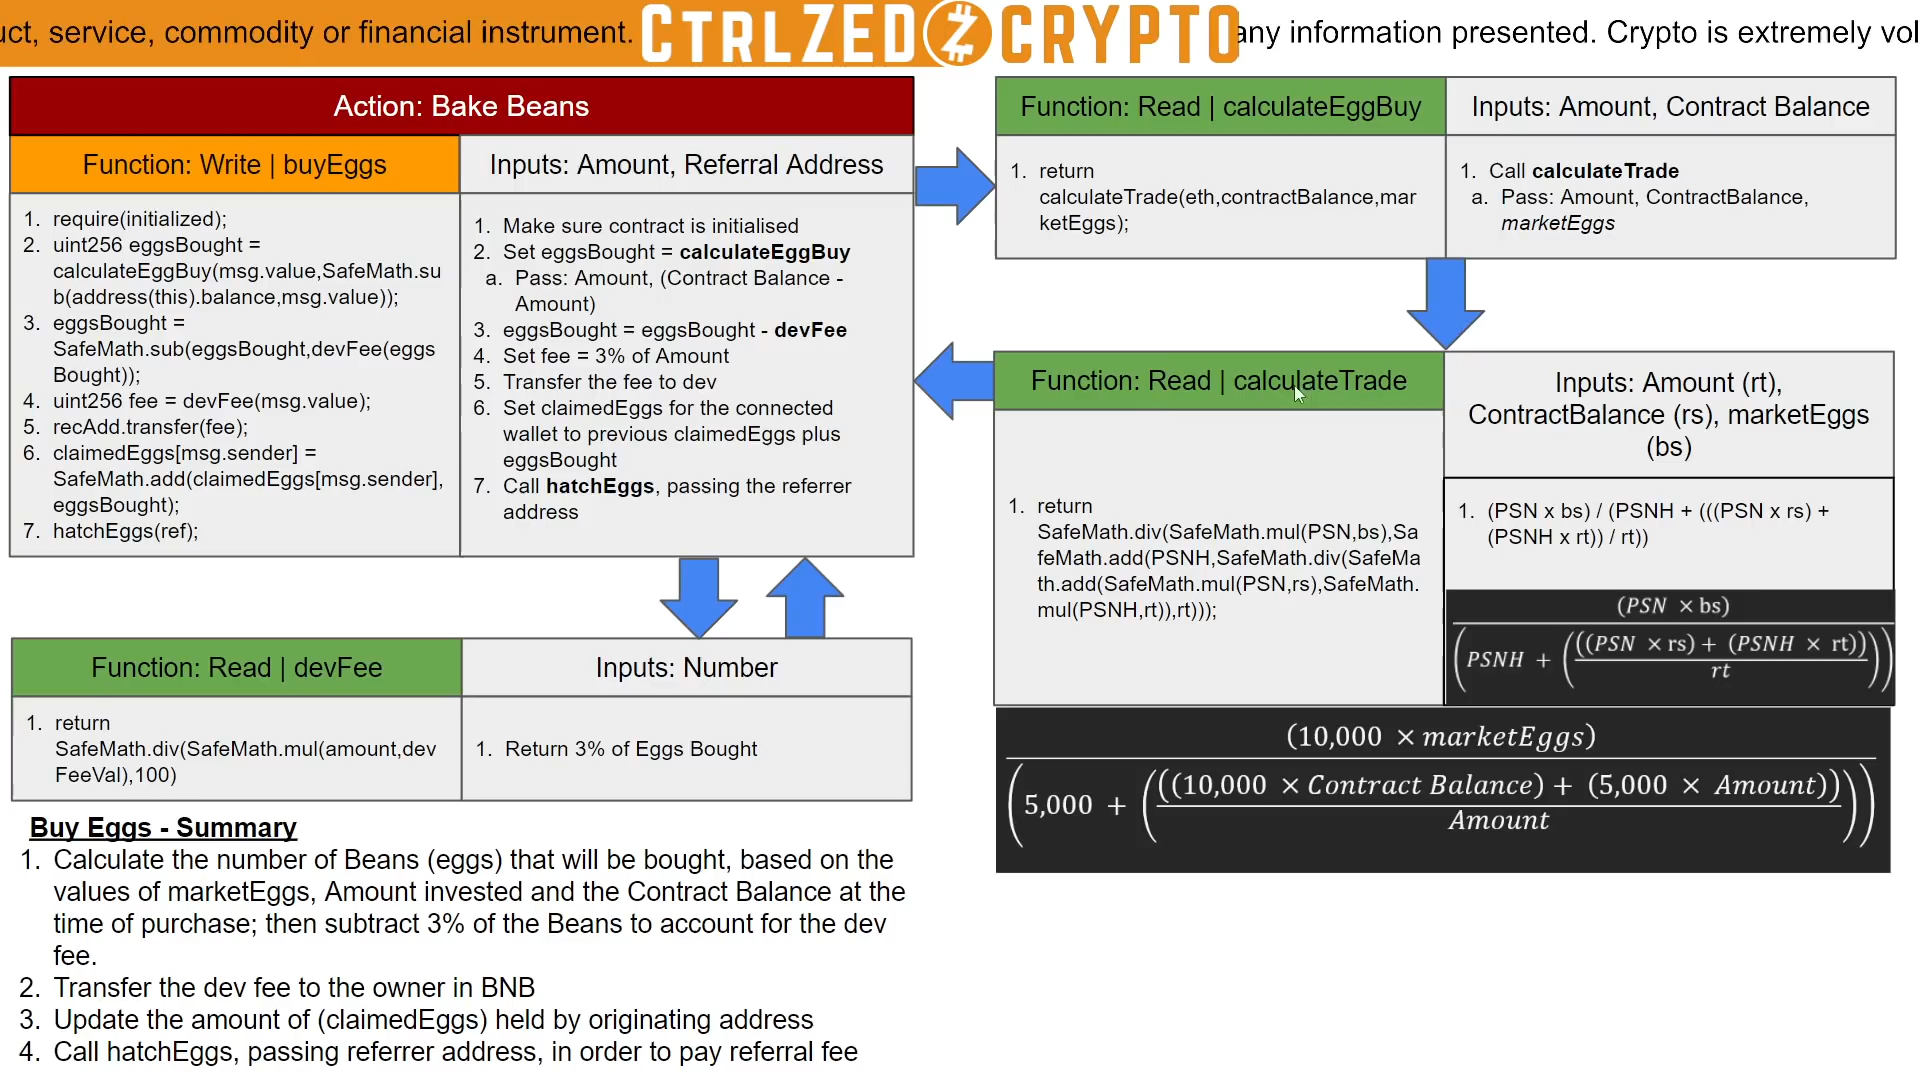 uct, service, commodity or financial instrument.
CTRLZED CRYPTO
any information presented. Crypto is extremely vol
Action: Bake Beans
Function: Write | buyEggs
Inputs: Amount, Referral Address
1. require(initialized);
2. uint256 eggsBought =
calculateEggBuy(msg.value,SafeMath.su
b(address(this).balance,msg.value));
3. eggsBought =
SafeMath.sub(eggsBought,devFee(eggs
Bought));
4. uint256 fee = devFee(msg.value);
5. recAdd.transfer(fee);
6. claimedEggs[msg.sender] =
SafeMath.add(claimedEggs[msg.sender],
eggsBought);
7. hatchEggs(ref);
1. Make sure contract is initialised
2. Set eggsBought = calculateEggBuy
a. Pass: Amount, (Contract Balance -
Amount)
3. eggsBought = eggsBought - devFee
4. Set fee = 3% of Amount
5. Transfer the fee to dev
6. Set claimedEggs for the connected
wallet to previous claimedEggs plus
eggsBought
7. Call hatchEggs, passing the referrer
address
Function: Read | calculateEggBuy
Inputs: Amount, Contract Balance
1. return
calculateTrade(eth,contractBalance,mar
ketEggs);
1. Call calculateTrade
a. Pass: Amount, ContractBalance,
marketEggs
Function: Read | calculateTrade
Inputs: Amount (rt),
ContractBalance (rs), marketEggs
(bs)
1. return
SafeMath.div(SafeMath.mul(PSN,bs),Sa
feMath.add(PSNH,SafeMath.div(SafeMa
th.add(SafeMath.mul(PSN,rs),SafeMath.
mul(PSNH,rt)),rt)));
1. (PSN x bs) / (PSNH + (((PSN x rs) +
(PSNH x rt)) / rt))
(PSN × bs)
(PSNH + (((PSN × rs) + (PSNH × rt))
rt))
(10,000 × marketEggs)
(5,000 + (((10,000 × Contract Balance) + (5,000 × Amount))
Amount))
Function: Read | devFee
Inputs: Number
1. return
SafeMath.div(SafeMath.mul(amount,dev
FeeVal),100)
1. Return 3% of Eggs Bought
Buy Eggs - Summary
1. Calculate the number of Beans (eggs) that will be bought, based on the
values of marketEggs, Amount invested and the Contract Balance at the
time of purchase; then subtract 3% of the Beans to account for the dev
fee.
2. Transfer the dev fee to the owner in BNB
3. Update the amount of (claimedEggs) held by originating address
4. Call hatchEggs, passing referrer address, in order to pay referral fee